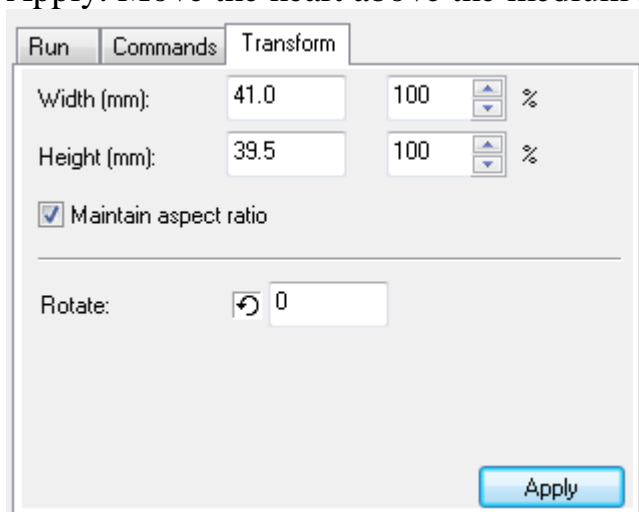 Apply. Move the heart above the medium
Run Commands Transform
Width (mm): 41.0 100 %
Height (mm): 39.5 100 %
Maintain aspect ratio
Rotate: 0
Apply